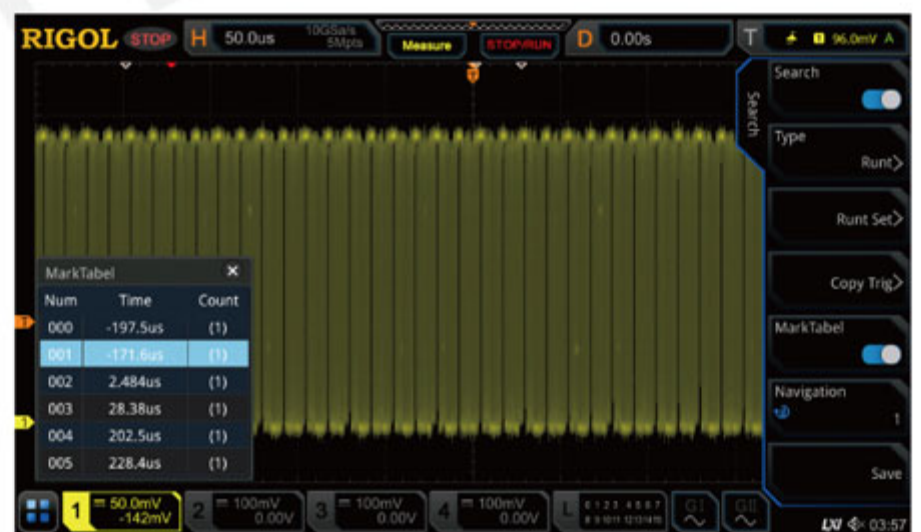 RIGOL STOP H 50.0us 10GSa/s 5Mpts Measure STOP/RUN D 0.00s T 1 96.0mV A
Search
Search
Type
Runt>
Runt Set>
Copy Trig>
MarkTabel
Navigation
1
Save
T
MarkTabel ×
Num Time Count
000 -197.5us (1)
001 -171.6us (1)
002 2.484us (1)
003 28.38us (1)
004 202.5us (1)
005 228.4us (1)
T
1
1 50.0mV -142mV 2 100mV 0.00V 3 100mV 0.00V 4 100mV 0.00V L GI GII
LXI 03:57